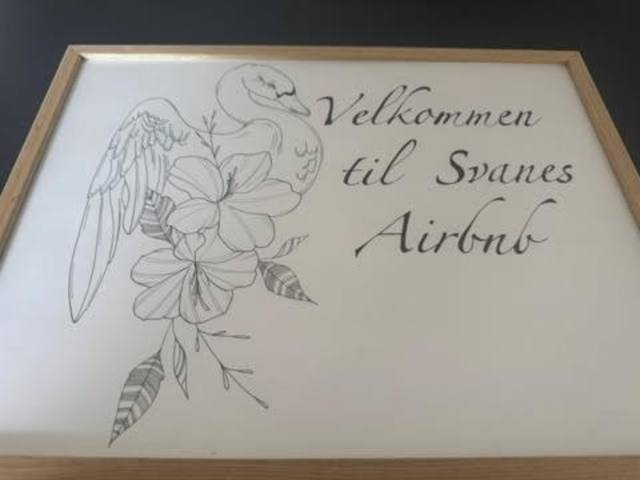 Velkommen
til Svanes
Airbnb